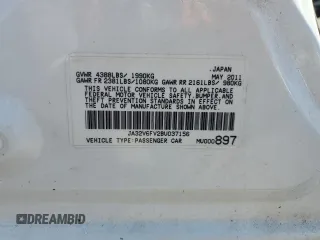 JAPAN
GVWR 4388LBS/ 1990KG MAY 2011
GAWR FR 2381LBS/1080KG GAWR RR 2161LBS/ 980KG
THIS VEHICLE CONFORMS TO ALL APPLICABLE
FEDERAL MOTOR VEHICLE SAFETY,BUMPER,AND
THEFT PREVENTION STANDARDS IN EFFECT ON
THE DATE OF MANUFACTURE SHOWN ABOVE.
JA32V6FV2BU037156
VEHICLE TYPE:PASSENGER CAR MU000897
DREAMBID